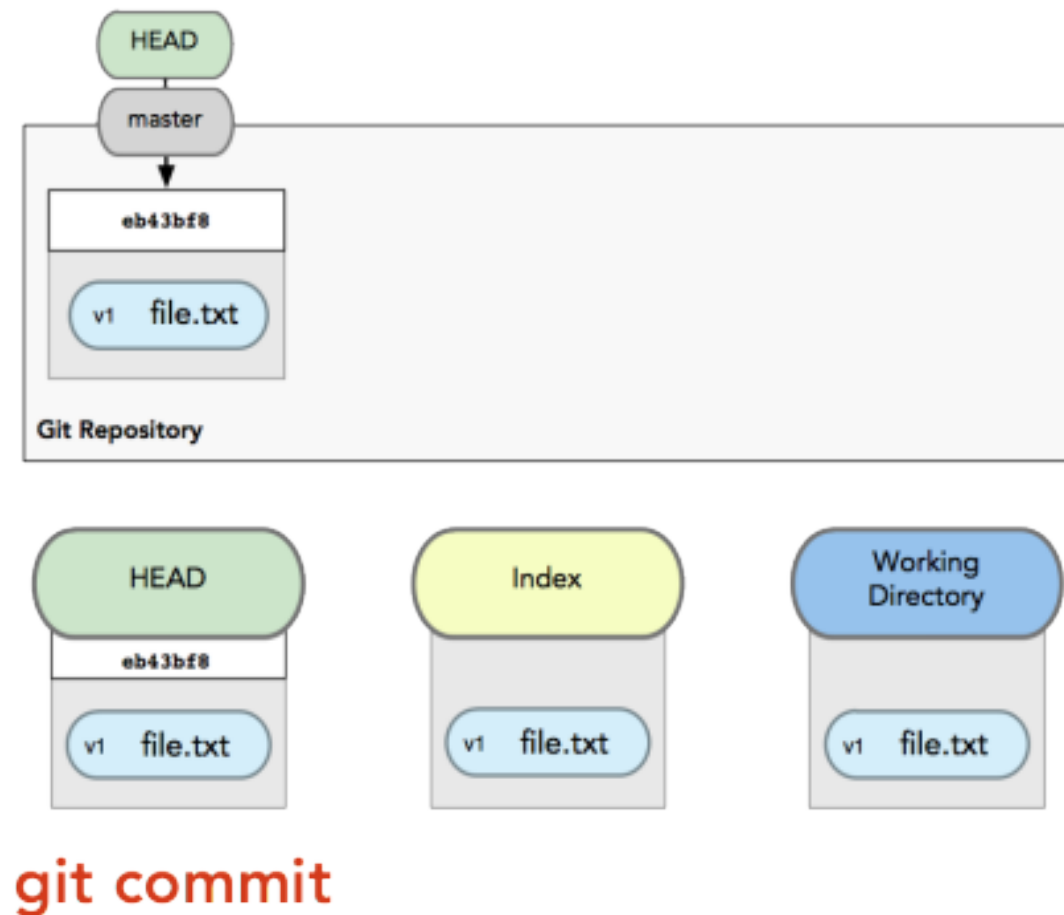 HEAD
master
eb43bf8
v1 file.txt
Git Repository
HEAD
Index
Working
Directory
eb43bf8
v1 file.txt
v1 file.txt
v1 file.txt
git commit